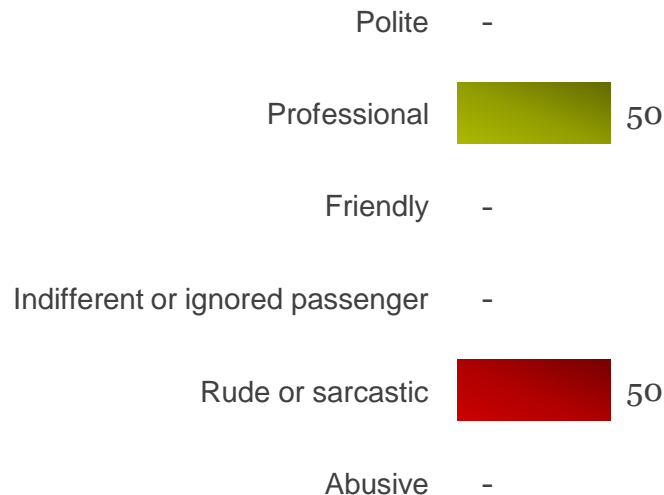 Polite -
Professional 50
Friendly -
Indifferent or ignored passenger -
Rude or sarcastic 50
Abusive -